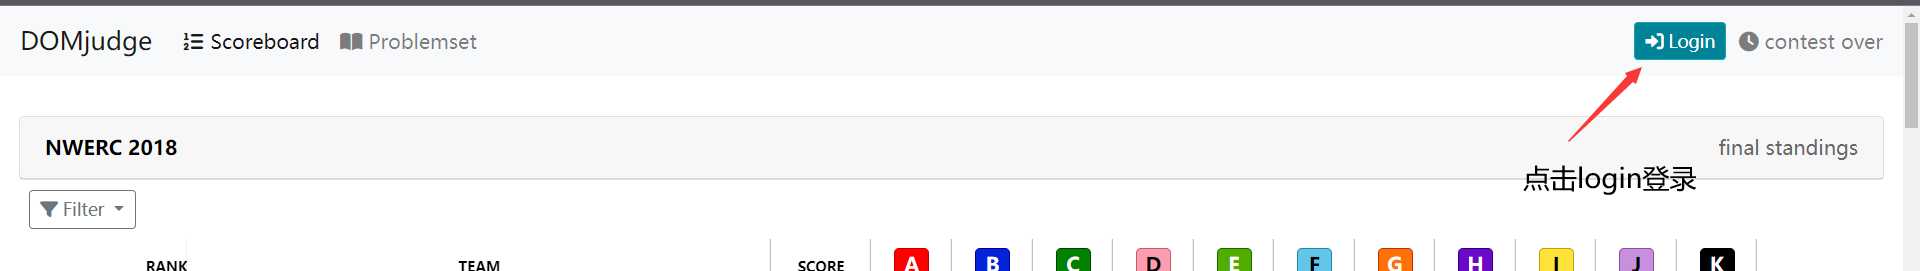 DOMjudge Scoreboard Problemset Login contest over
NWERC 2018 final standings
点击login登录
Filter
RANK TEAM SCORE A B C D E F G H I J K